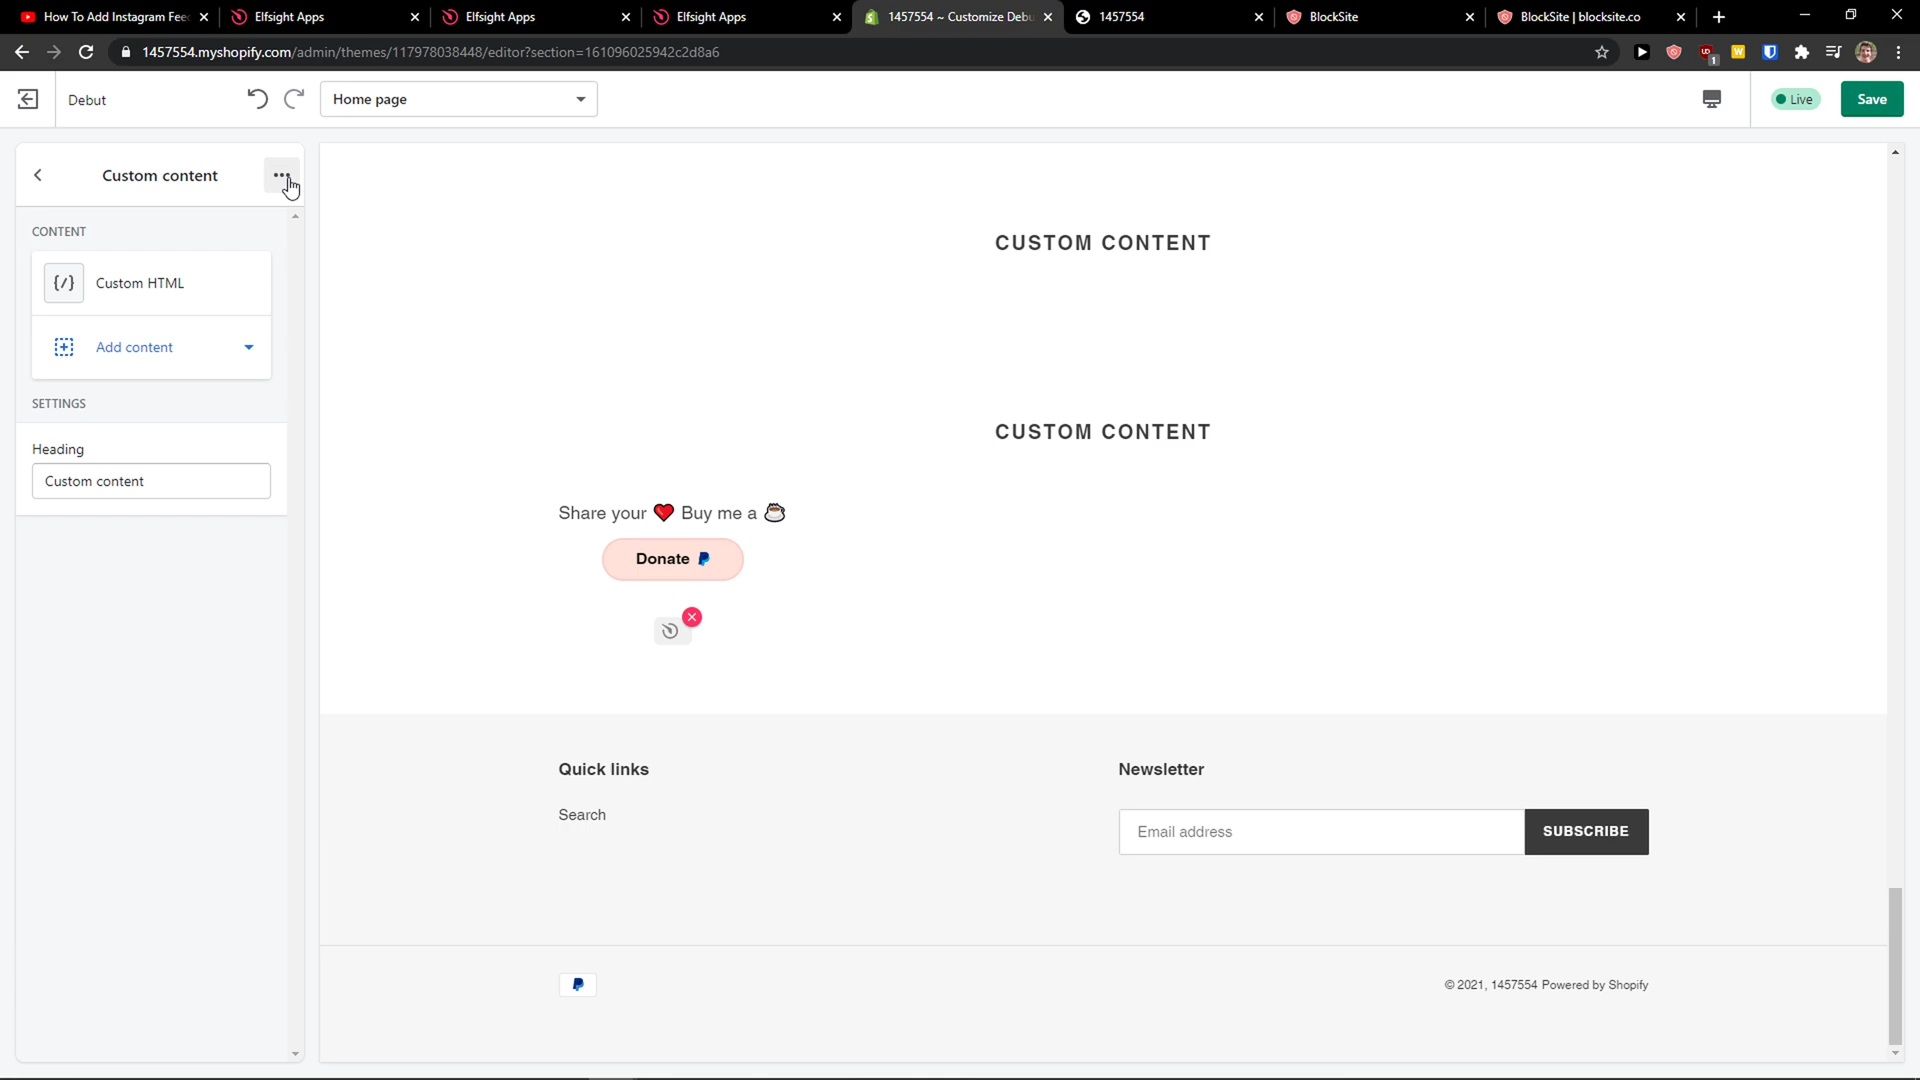 How To Add Instagram Fee
Elfsight Apps
Elfsight Apps
Elfsight Apps
1457554 ~ Customize Debu
1457554
BlockSite
BlockSite | blocksite.co
1457554.myshopify.com/admin/themes/117978038448/editor?section=161096025942c2d8a6
Debut
Home page
Live
Save
Custom content
CONTENT
{/} Custom HTML
Add content
SETTINGS
Heading
Custom content
CUSTOM CONTENT
CUSTOM CONTENT
Share your ❤️ Buy me a ☕
Donate
Quick links
Search
Newsletter
Email address
SUBSCRIBE
© 2021, 1457554 Powered by Shopify